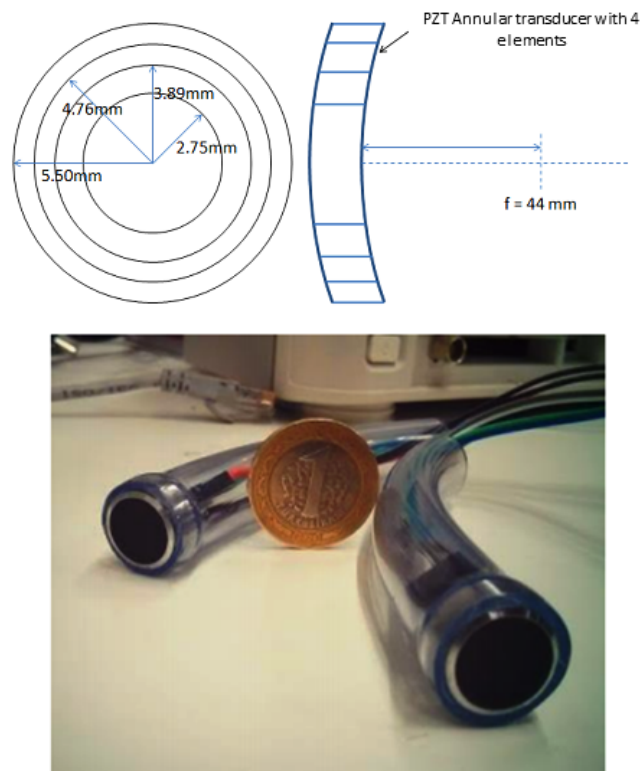 PZT Annular transducer with 4
elements
4.76mm
3.89mm
2.75mm
5.50mm
f = 44 mm
1